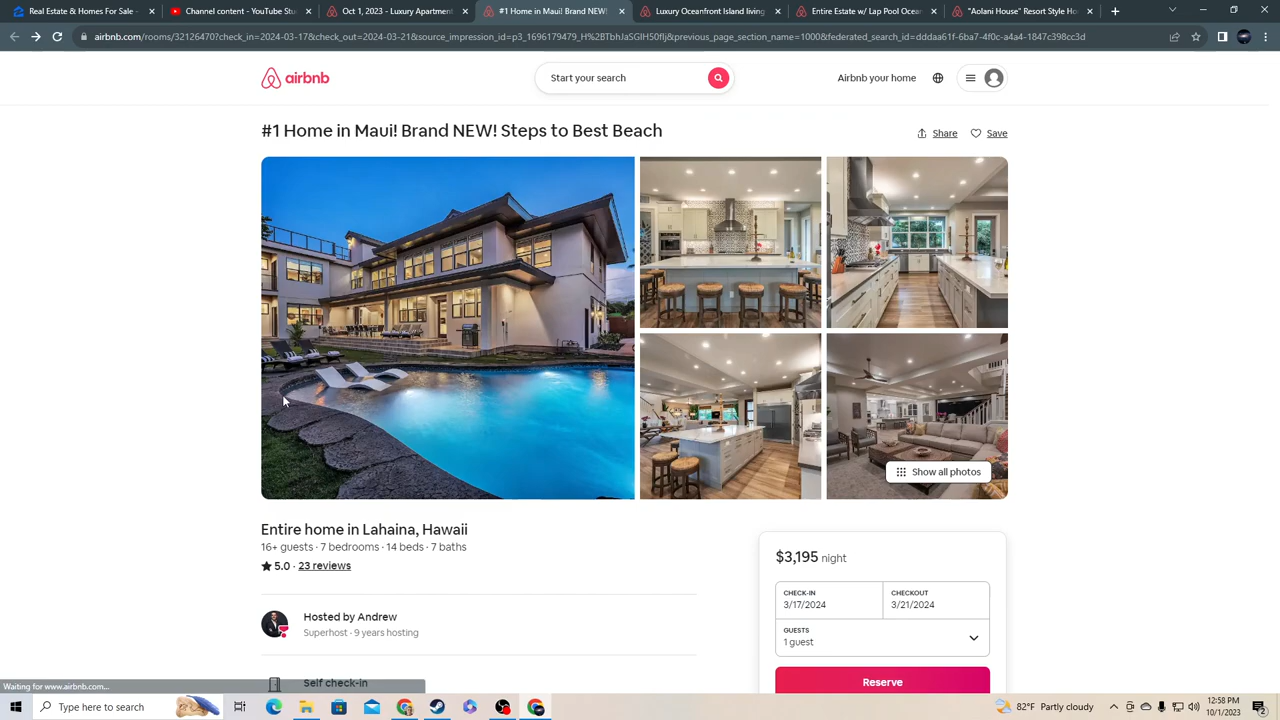 Real Estate & Homes For Sale -
Content - YouTube Stu
Oct 1, 2023 - Luxury Apartment
#1 Home in Maui! Brand NEW!
Luxury Oceanfront Island living
Entire Home w/ Lap Pool Ocea
"Acolani House" Resort Style Ho
airbnb.com/rooms/32126470?check_in=2024-03-17&check_out=2024-03-21&source_impression_id=p3_1696179479_H%2BTbhJaSGIH50fIj&previous_page_section_name=1000&federated_search_id=dddaa61f-6ba7-4f0c-a4a4-1847c398cc3d
airbnb
Start your search
Airbnb your home
#1 Home in Maui! Brand NEW! Steps to Best Beach
Share
Save
Show all photos
Entire home in Lahaina, Hawaii
16+ guests · 7 bedrooms · 14 beds · 7 baths
5.0 · 23 reviews
Hosted by Andrew
Superhost · 9 years hosting
Self check-in
$3,195 night
CHECK-IN
3/17/2024
CHECKOUT
3/21/2024
GUESTS
1 guest
Reserve
Waiting for www.airbnb.com...
Type here to search
82°F Partly cloudy
12:58 PM
10/1/2023